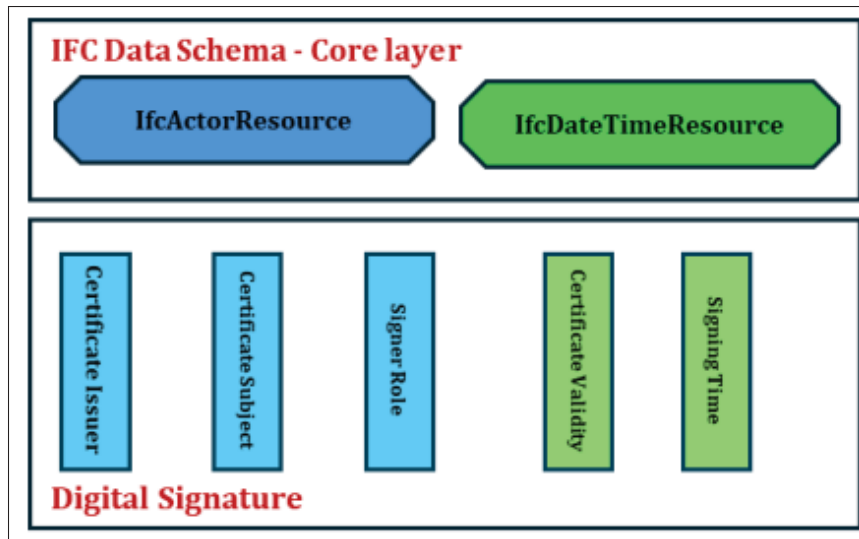 IFC Data Schema - Core layer
IfcActorResource
IfcDateTimeResource
Certificate Issuer
Certificate Subject
Signer Role
Certificate Validity
Signing Time
Digital Signature